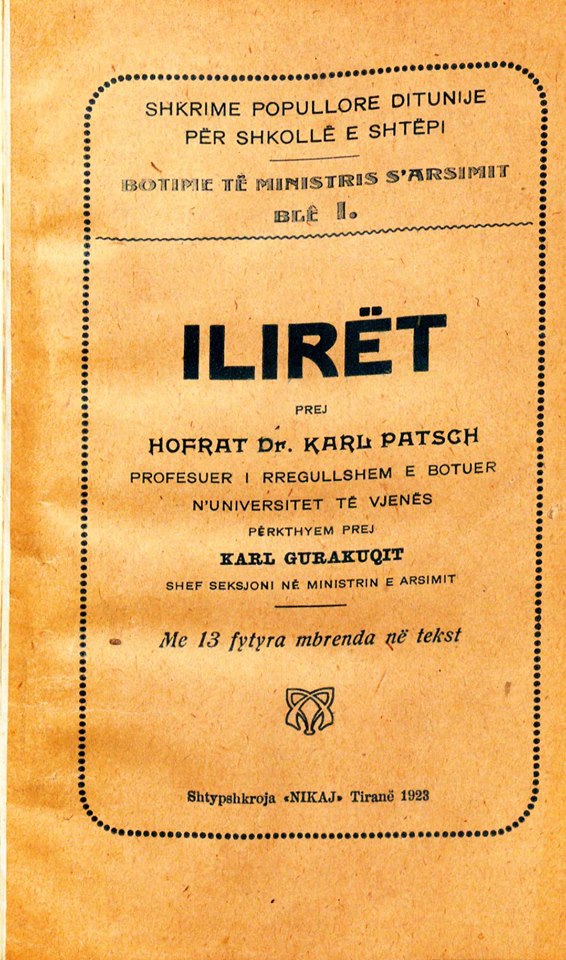 SHKRIME POPULLORE DITUNIJE
PËR SHKOLLË E SHTËPI
BOTIME TË MINISTRIS S'ARSIMIT
BLÊ I.
ILIRËT
PREJ
HOFRAT Dr. KARL PATSCH
PROFESUER I RREGULLSHEM E BOTUER
N'UNIVERSITET TË VJENËS
PËRKTHYEM PREJ
KARL GURAKUQIT
SHEF SEKSJONI NË MINISTRIN E ARSIMIT
Me 13 fytyra mbrenda në tekst
Shtypshkroja «NIKAJ» Tiranë 1923